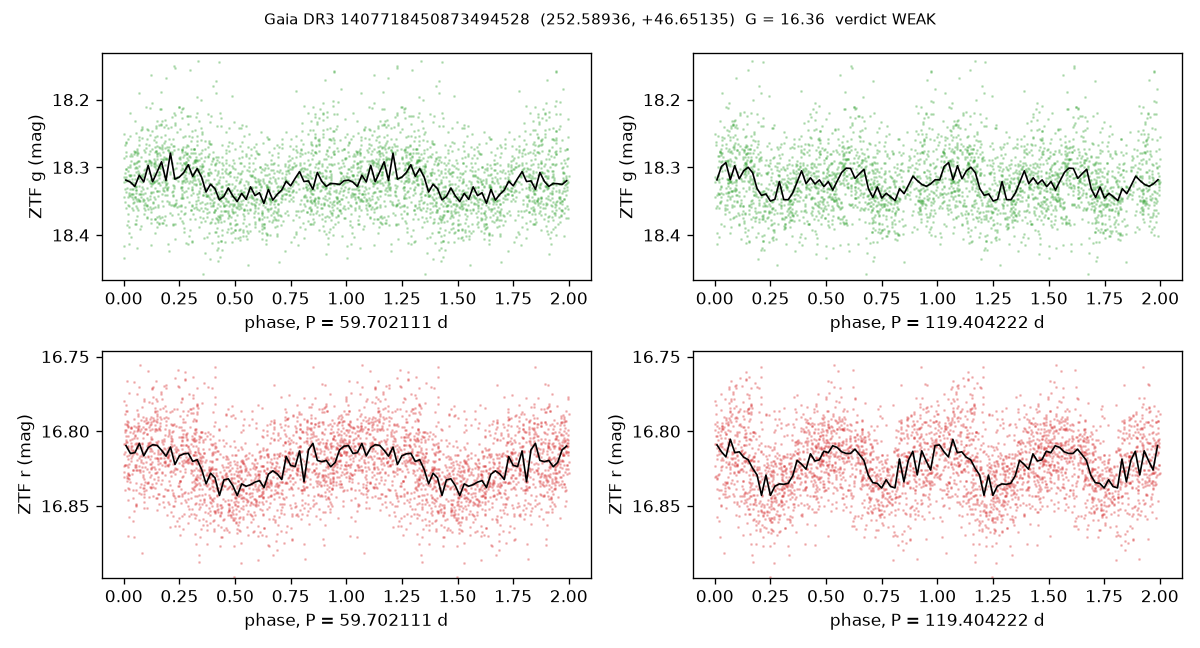 Gaia DR3 1407718450873494528 (252.58936, +46.65135) G = 16.36 verdict WEAK
ZTF g (mag)
18.2
18.3
18.4
0.00 0.25 0.50 0.75 1.00 1.25 1.50 1.75 2.00
phase, P = 59.702111 d
ZTF g (mag)
18.2
18.3
18.4
0.00 0.25 0.50 0.75 1.00 1.25 1.50 1.75 2.00
phase, P = 119.404222 d
ZTF r (mag)
16.75
16.80
16.85
0.00 0.25 0.50 0.75 1.00 1.25 1.50 1.75 2.00
phase, P = 59.702111 d
ZTF r (mag)
16.75
16.80
16.85
0.00 0.25 0.50 0.75 1.00 1.25 1.50 1.75 2.00
phase, P = 119.404222 d